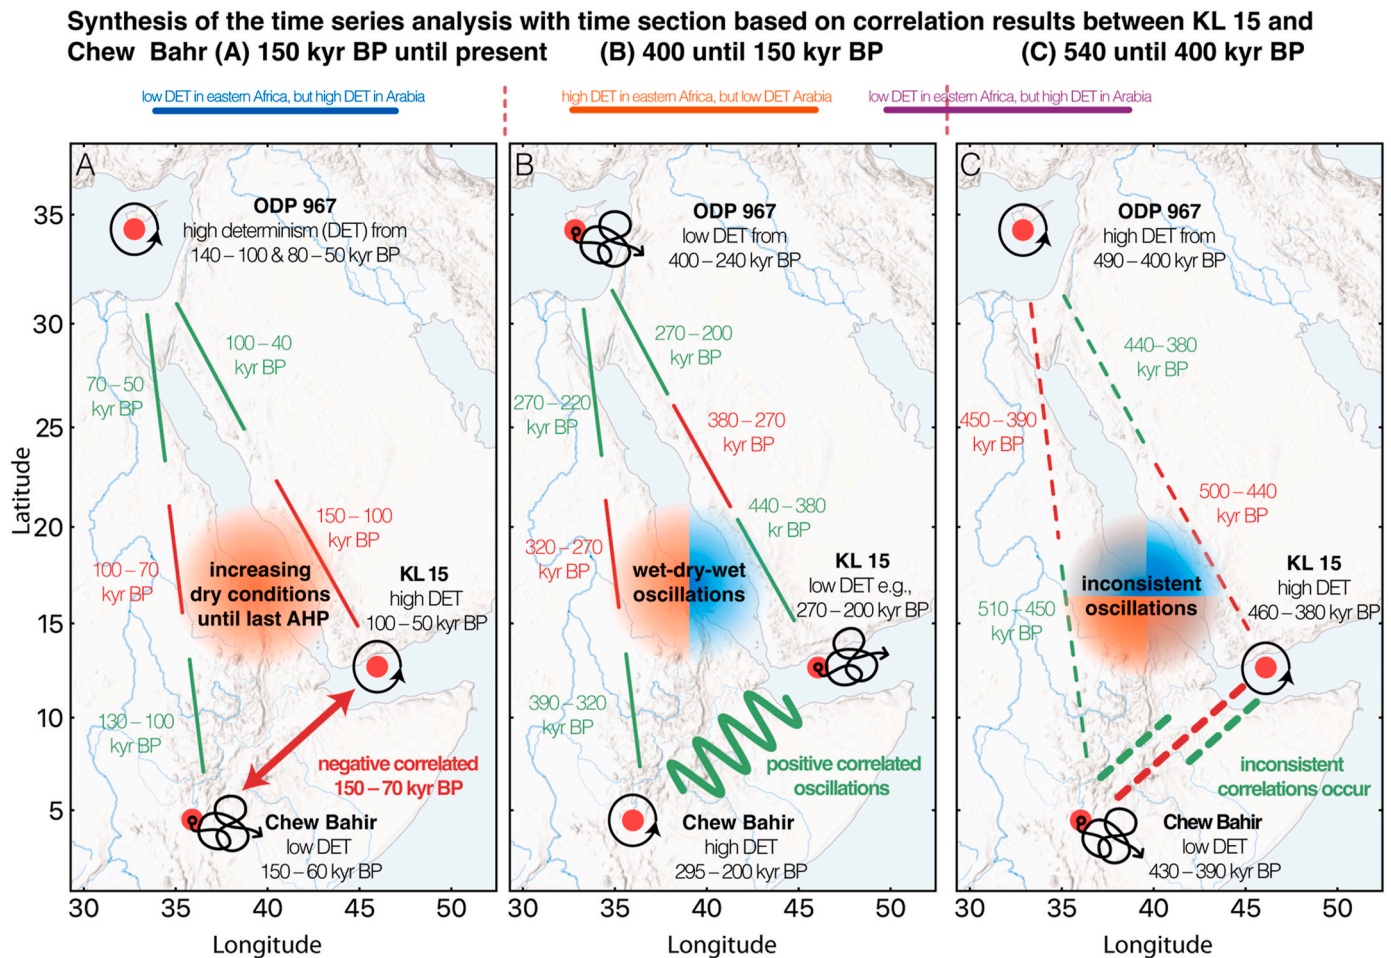 Synthesis of the time series analysis with time section based on correlation results between KL 15 and
Chew Bahr (A) 150 kyr BP until present (B) 400 until 150 kyr BP (C) 540 until 400 kyr BP
low DET in eastern Africa, but high DET in Arabia
high DET in eastern Africa, but low DET Arabia
low DET in eastern Africa, but high DET in Arabia
Latitude
35
30
25
20
15
10
5
A
ODP 967
high determinism (DET) from
140 – 100 & 80 – 50 kyr BP
100 – 40
kyr BP
70 – 50
kyr BP
150 – 100
kyr BP
100 – 70
kyr BP
increasing
dry conditions
until last AHP
KL 15
high DET
100 – 50 kyr BP
130 – 100
kyr BP
negative correlated
150 – 70 kyr BP
Chew Bahir
low DET
150 – 60 kyr BP
30 35 40 45
Longitude
B
ODP 967
low DET from
400 – 240 kyr BP
270 – 200
kyr BP
270 – 220
kyr BP
380 – 270
kyr BP
440 – 380
kr BP
320 – 270
kyr BP
wet-dry-wet
oscillations
KL 15
low DET e.g.,
270 – 200 kyr BP
390 – 320
kyr BP
positive correlated
oscillations
Chew Bahir
high DET
295 – 200 kyr BP
30 35 40 45 50
Longitude
C
ODP 967
high DET from
490 – 400 kyr BP
440 – 380
kyr BP
450 – 390
kyr BP
500 – 440
kyr BP
inconsistent
oscillations
KL 15
high DET
460 – 380 kyr BP
510 – 450
kyr BP
inconsistent
correlations occur
Chew Bahir
low DET
430 – 390 kyr BP
30 35 40 45 50
Longitude